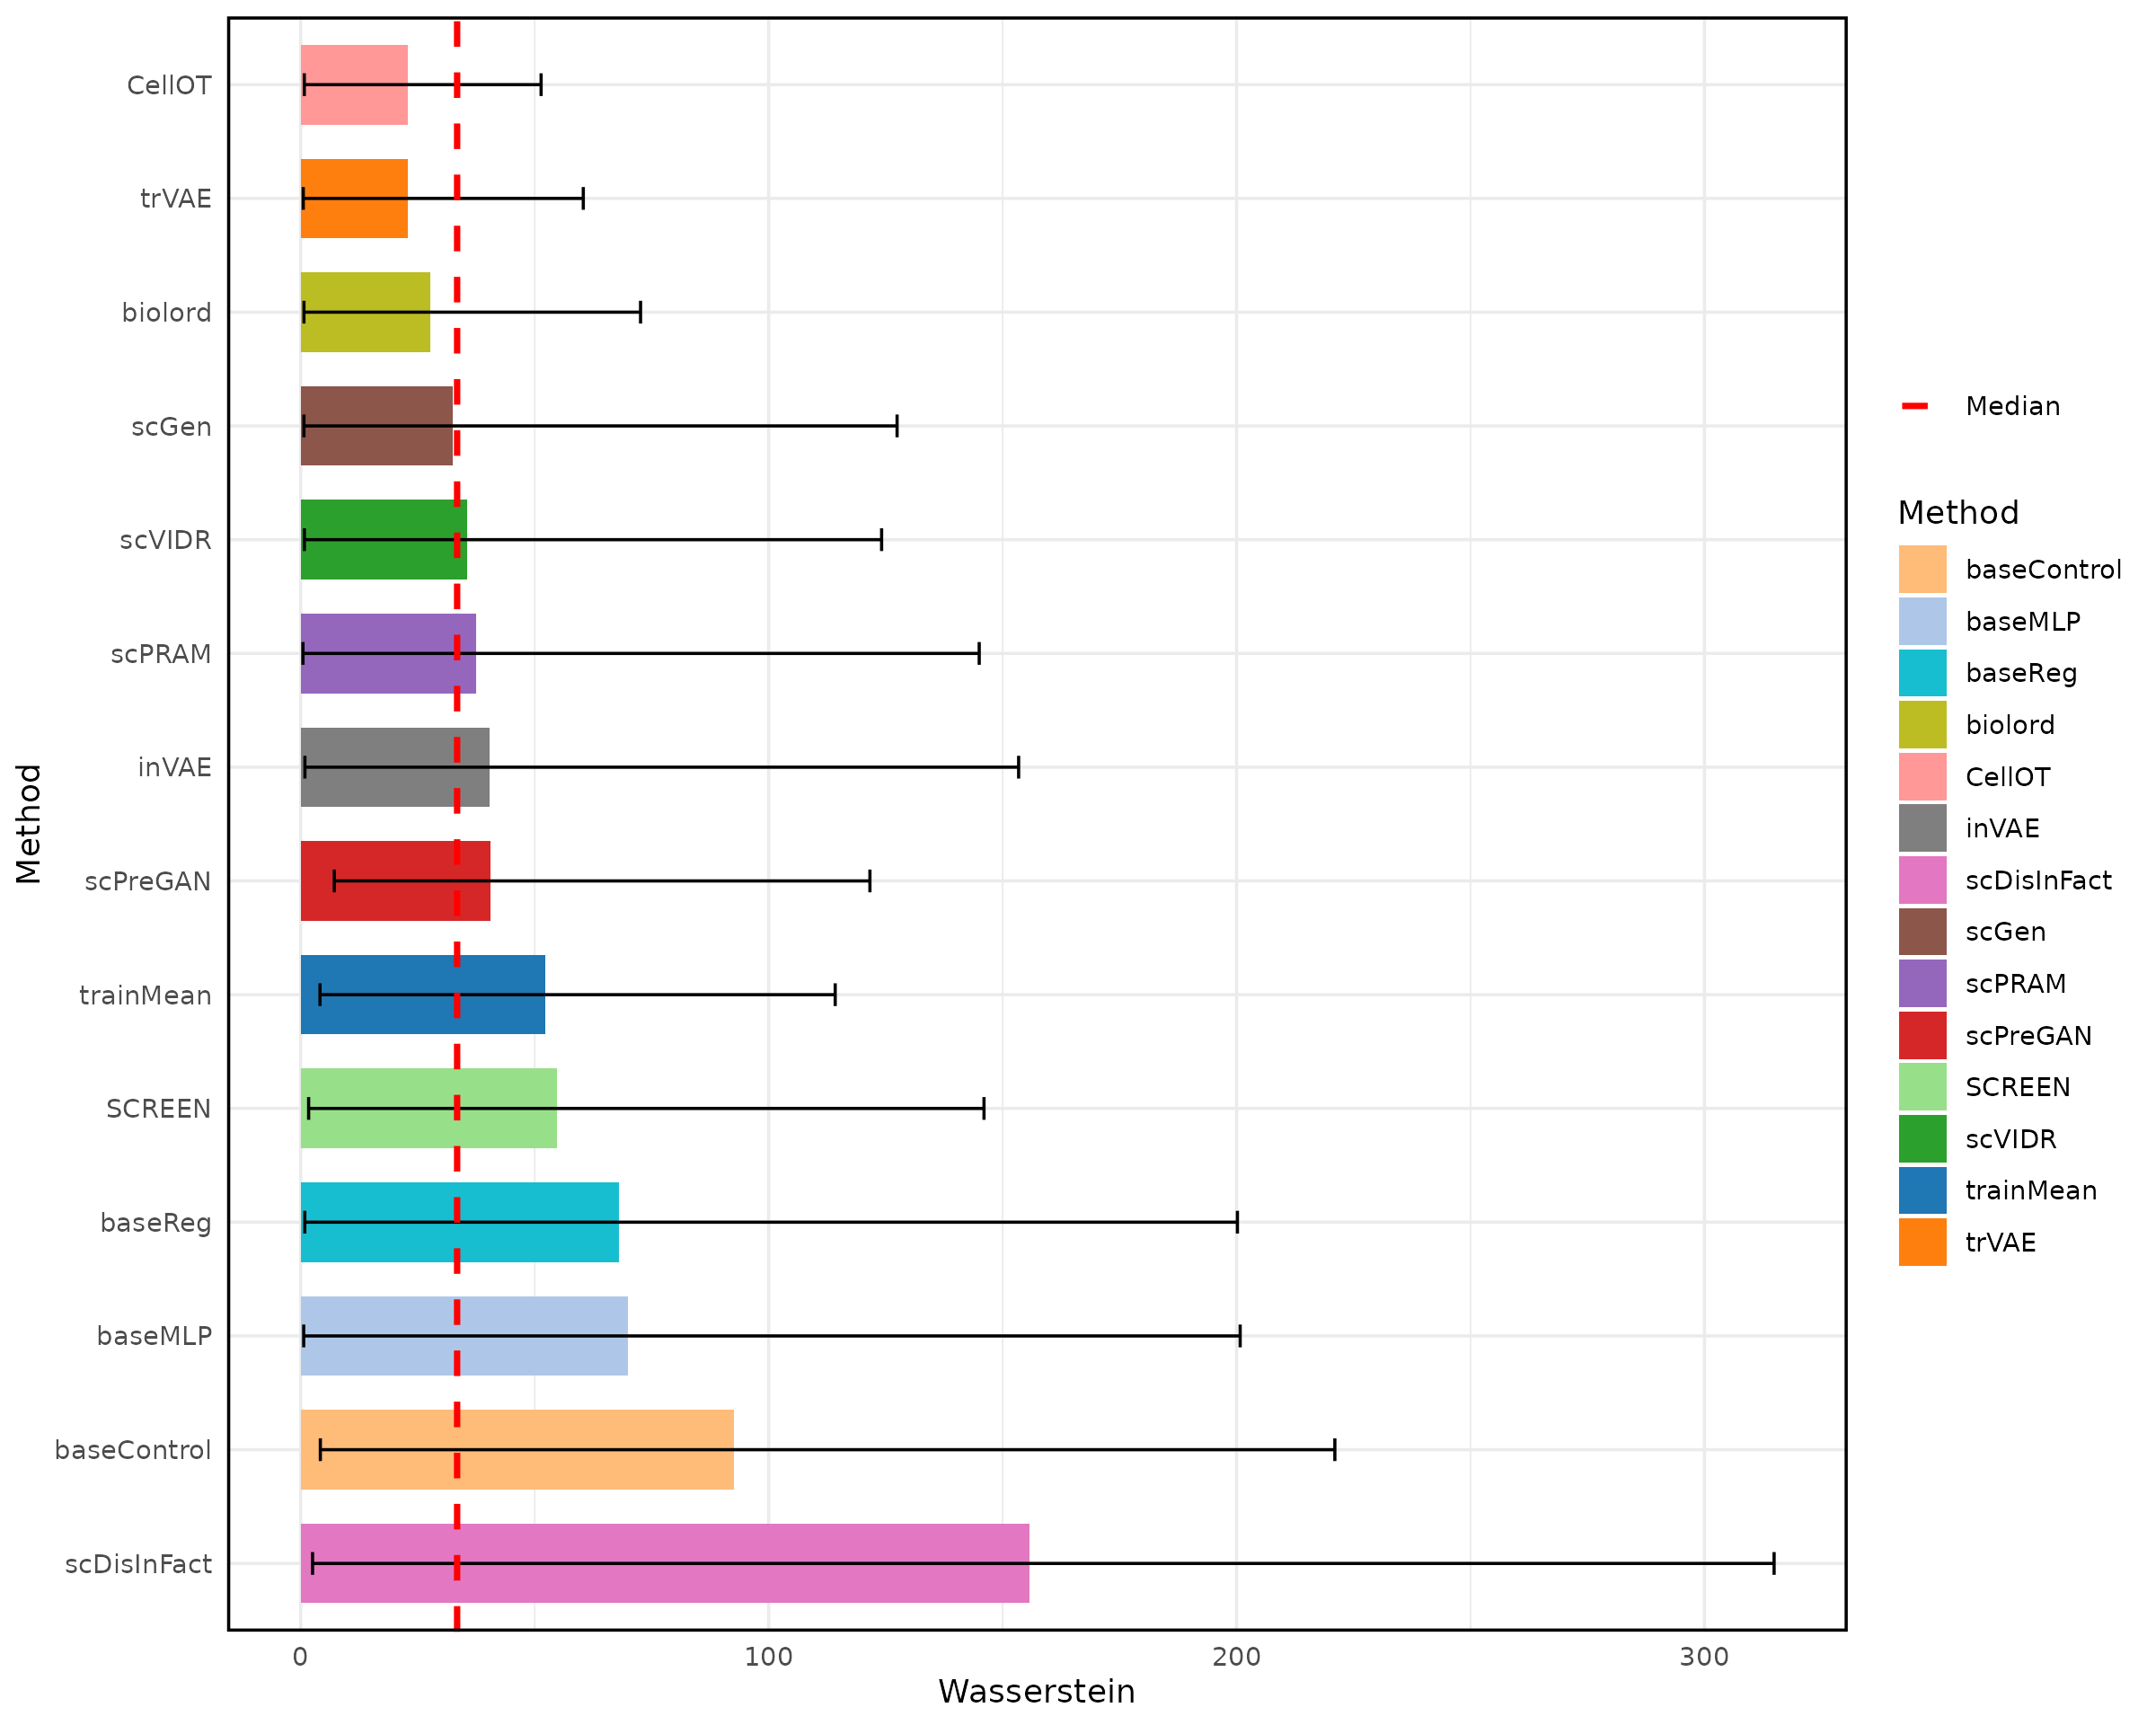 CellOT
trVAE
biolord
scGen
scVIDR
scPRAM
inVAE
scPreGAN
trainMean
SCREEN
baseReg
baseMLP
baseControl
scDisInFact
Method
0 100 200 300
Wasserstein
Median
Method
baseControl
baseMLP
baseReg
biolord
CellOT
inVAE
scDisInFact
scGen
scPRAM
scPreGAN
SCREEN
scVIDR
trainMean
trVAE